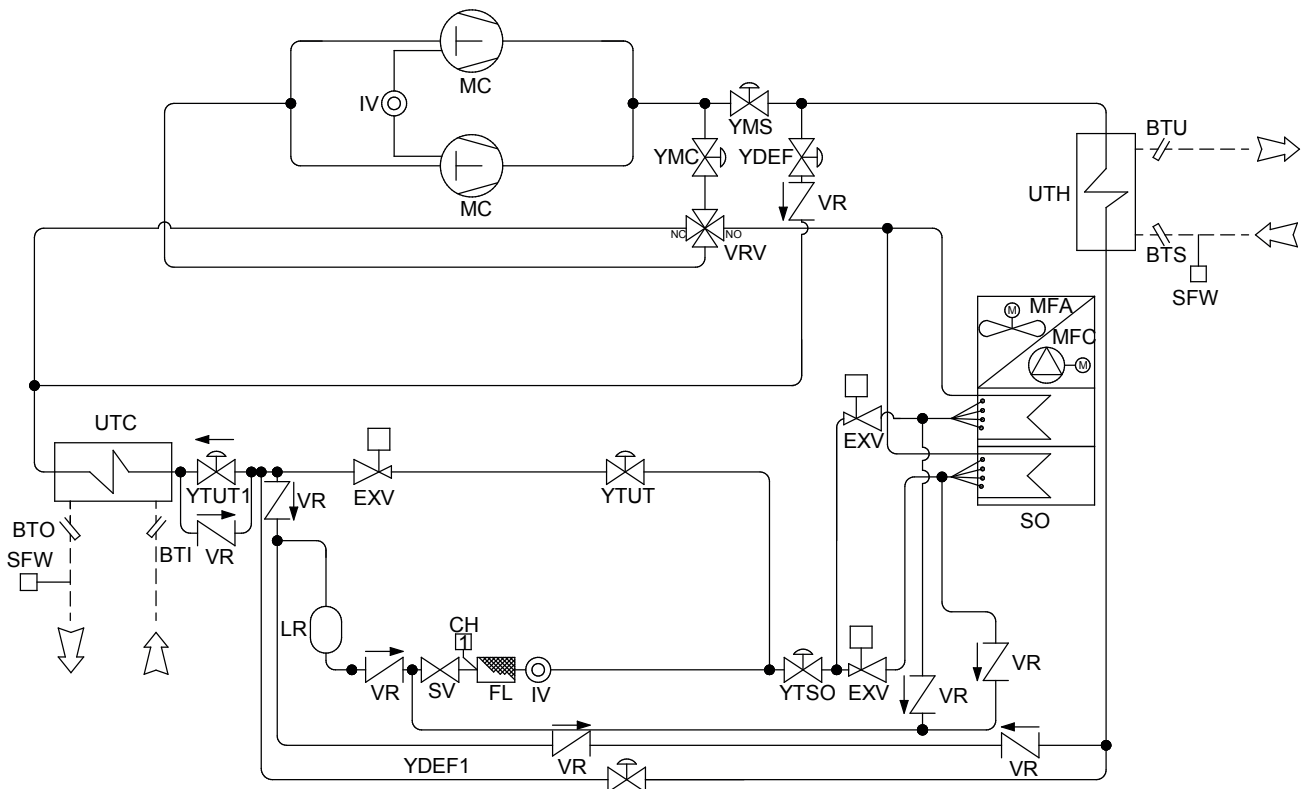 MC
IV
MC
YMS
YMC
YDEF
VR
BTU
UTH
BTS
SFW
NC
NO
VRV
M
MFA
MFC
M
UTC
EXV
YTUT1
VR
EXV
YTUT
SO
BTO
BTI
VR
SFW
LR
CH
1
VR
SV
FL
IV
YTSO
EXV
VR
VR
YDEF1
VR
VR